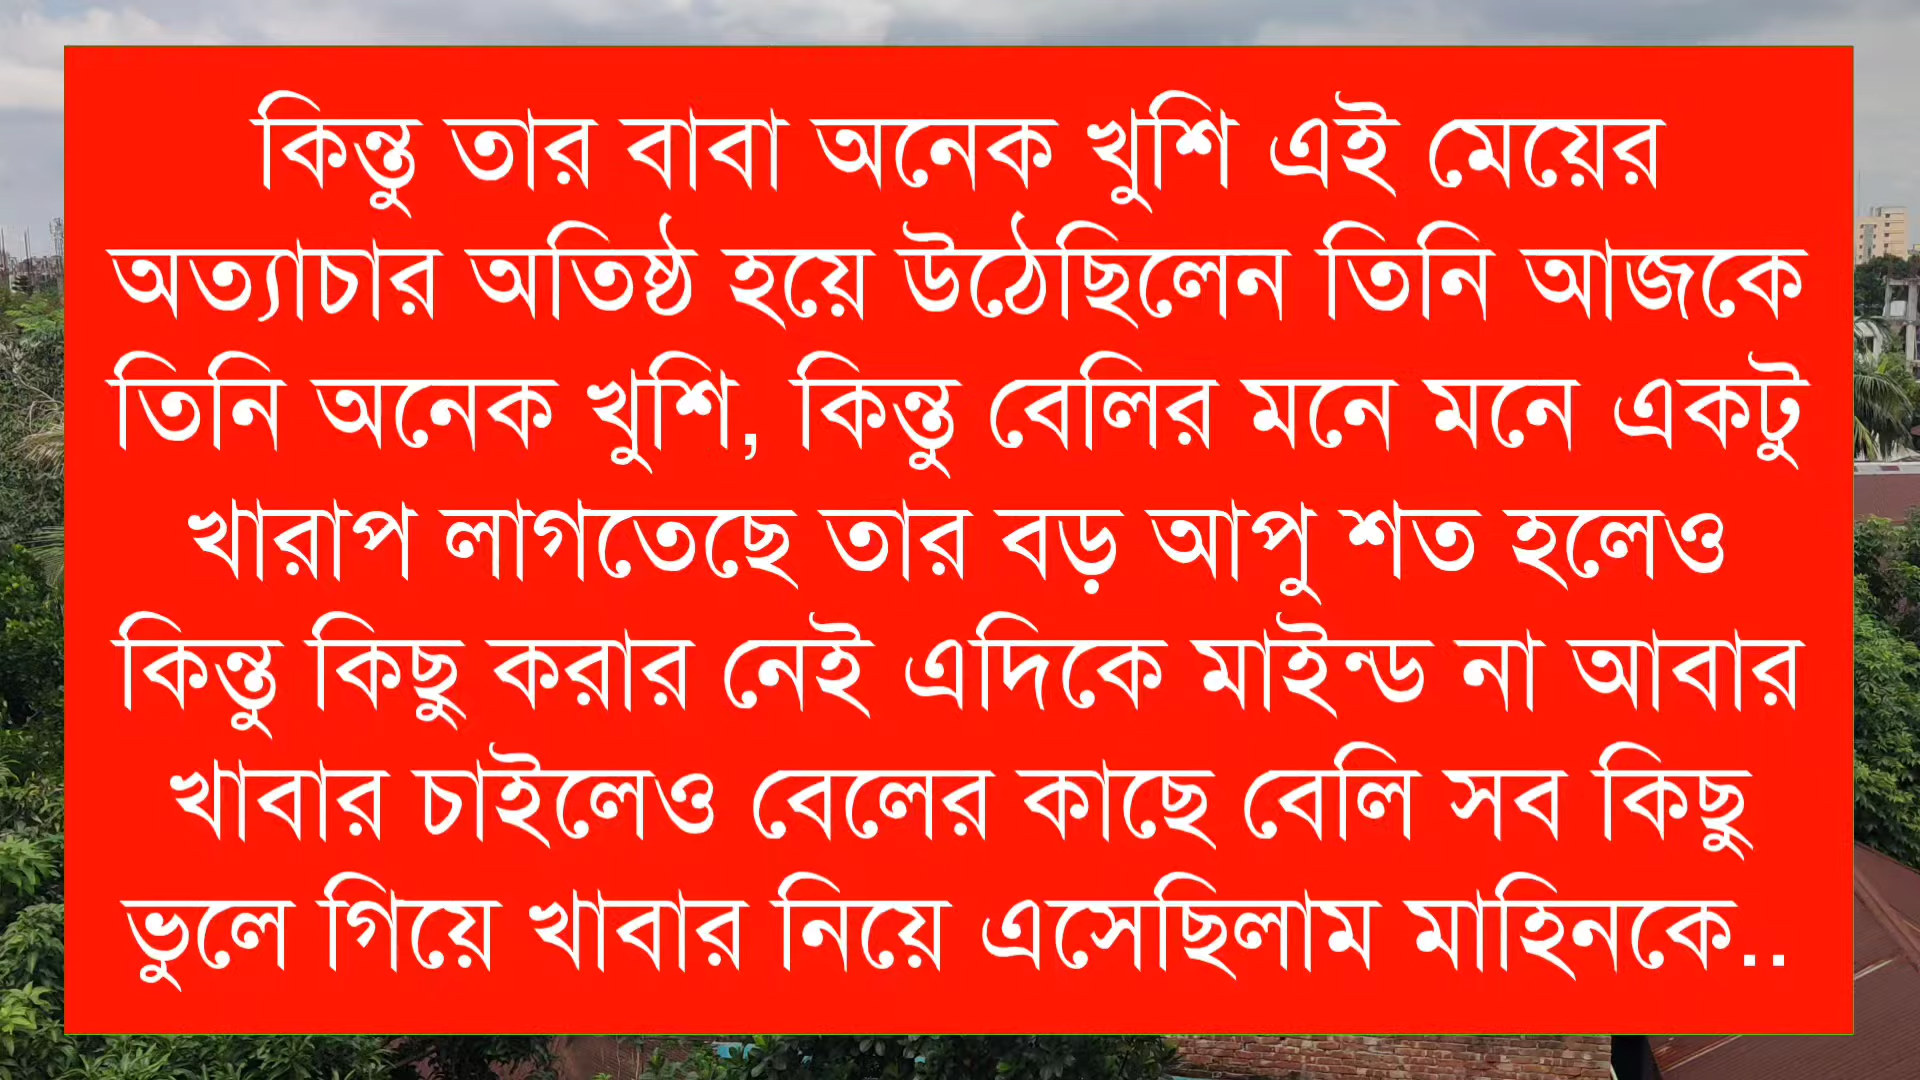 কিন্তু তার বাবা অনেক খুশি এই মেয়ের
অত্যাচার অতিষ্ঠ হয়ে উঠেছিলেন তিনি আজকে
তিনি অনেক খুশি, কিন্তু বেলির মনে মনে একটু
খারাপ লাগতেছে তার বড় আপু শত হলেও
কিন্তু কিছু করার নেই এদিকে মাইন্ড না আবার
খাবার চাইলেও বেলের কাছে বেলি সব কিছু
ভুলে গিয়ে খাবার নিয়ে এসেছিলাম মাহিনকে..